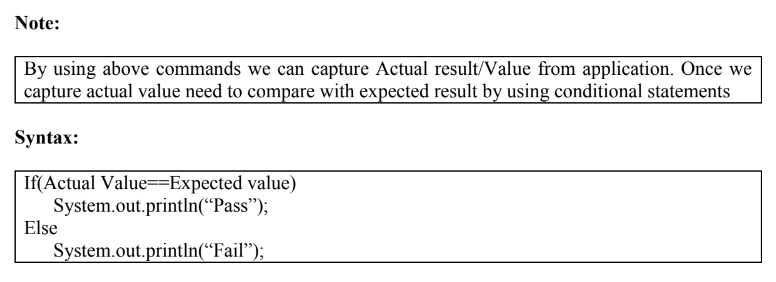 Note:
By using above commands we can capture Actual result/Value from application. Once we
capture actual value need to compare with expected result by using conditional statements
Syntax:
If(Actual Value==Expected value)
System.out.println(“Pass”);
Else
System.out.println(“Fail”);